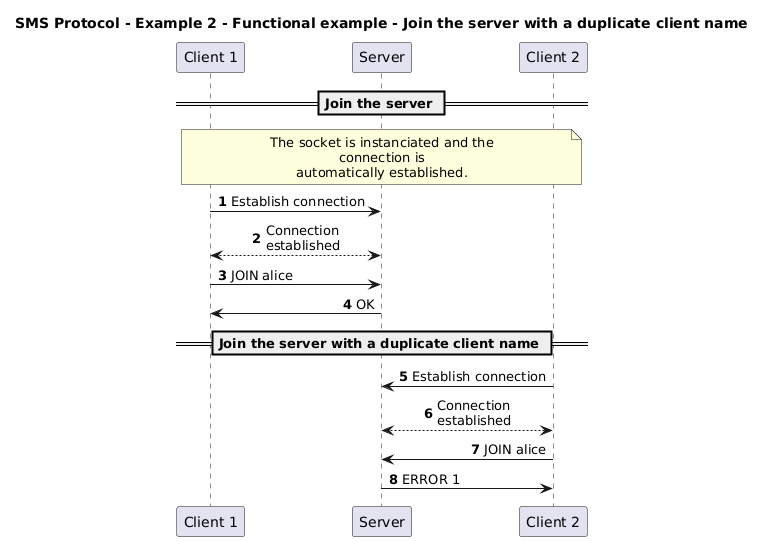 SMS Protocol - Example 2 - Functional example - Join the server with a duplicate client name
Client 1
Server
Client 2
Join the server
The socket is instanciated and the
connection is
automatically established.
1 Establish connection
2 Connection
established
3 JOIN alice
4 OK
Join the server with a duplicate client name
5 Establish connection
6 Connection
established
7 JOIN alice
8 ERROR 1
Client 1
Server
Client 2